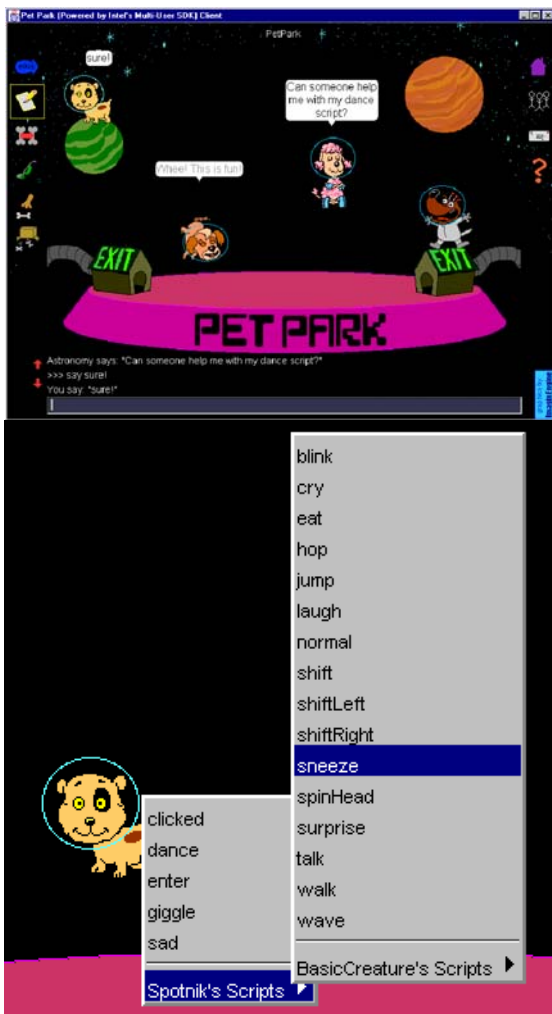 Pet Park (Powered by Intel's Multi-User SDK) Client
PetPark
sure!
Can someone help
me with my dance
script?
Whee! This is fun!
?
EXIT
EXIT
PET PARK
Astronomy says: "Can someone help me with my dance script?"
>>> say sure!
You say: "sure!"
blink
cry
eat
hop
jump
laugh
normal
shift
shiftLeft
shiftRight
sneeze
spinHead
surprise
talk
walk
wave
BasicCreature's Scripts
clicked
dance
enter
giggle
sad
Spotnik's Scripts